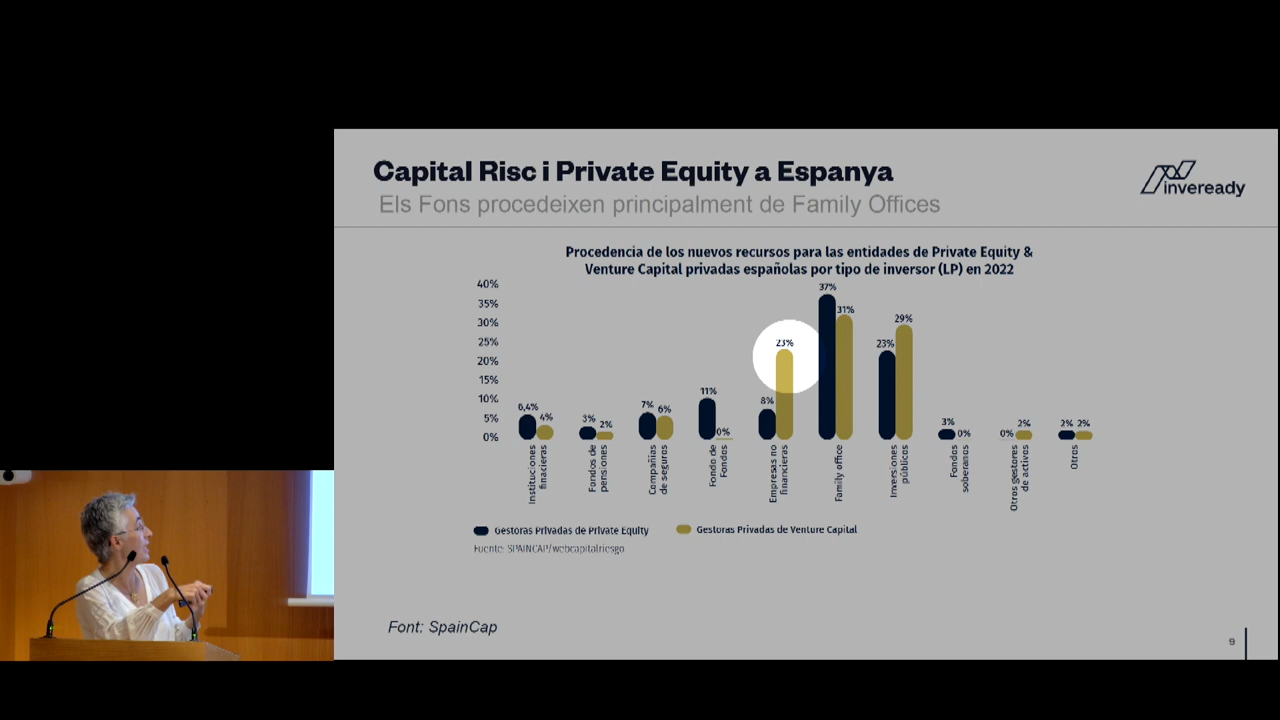 Capital Risc i Private Equity a Espanya
Els Fons procedeixen principalment de Family Offices
inveready
Procedencia de los nuevos recursos para las entidades de Private Equity &
Venture Capital privadas españolas por tipo de inversor (LP) en 2022
40%
35%
30%
25%
20%
15%
10%
5%
0%
6,4%
4%
3%
2%
7%
6%
11%
0%
8%
23%
37%
31%
23%
29%
3%
0%
0%
2%
2%
2%
Instituciones
finacieras
Fondos de
pensiones
Compañías
de seguros
Fondo de
Fondos
Empresas no
financieras
Family office
Inversiones
públicos
Fondos
soberanos
Otros gestores
de activos
Otros
Gestoras Privadas de Private Equity
Gestoras Privadas de Venture Capital
Fuente: SPAINCAP/webcapitalriesgo
Font: SpainCap
9